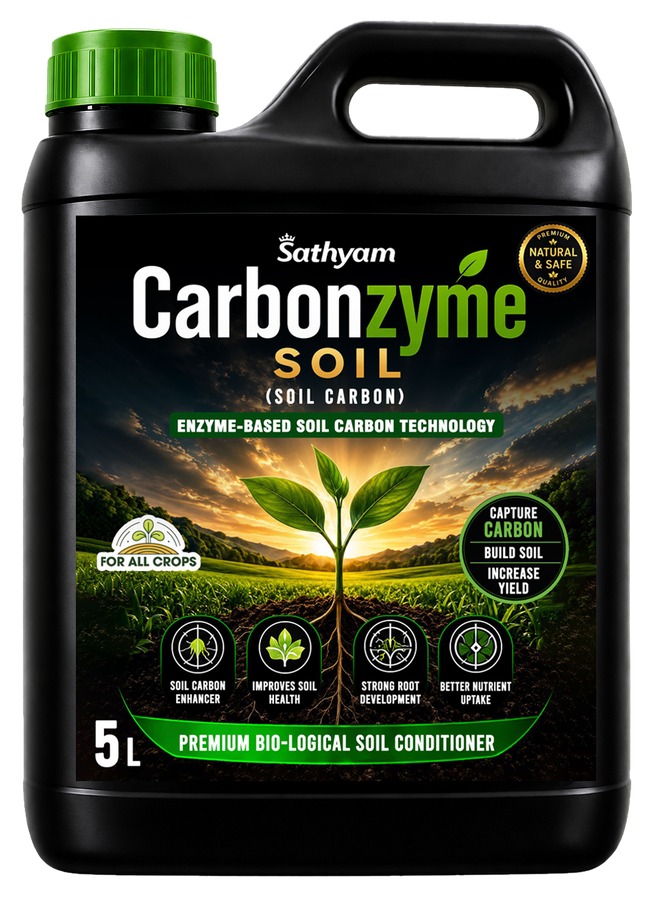 Sathyam
PREMIUM
NATURAL
& SAFE
QUALITY
Carbonzyme
SOIL
(SOIL CARBON)
ENZYME-BASED SOIL CARBON TECHNOLOGY
CAPTURE
CARBON
BUILD SOIL
INCREASE
YIELD
FOR ALL CROPS
SOIL CARBON
ENHANCER
IMPROVES SOIL
HEALTH
STRONG ROOT
DEVELOPMENT
BETTER NUTRIENT
UPTAKE
5 L
PREMIUM BIO-LOGICAL SOIL CONDITIONER